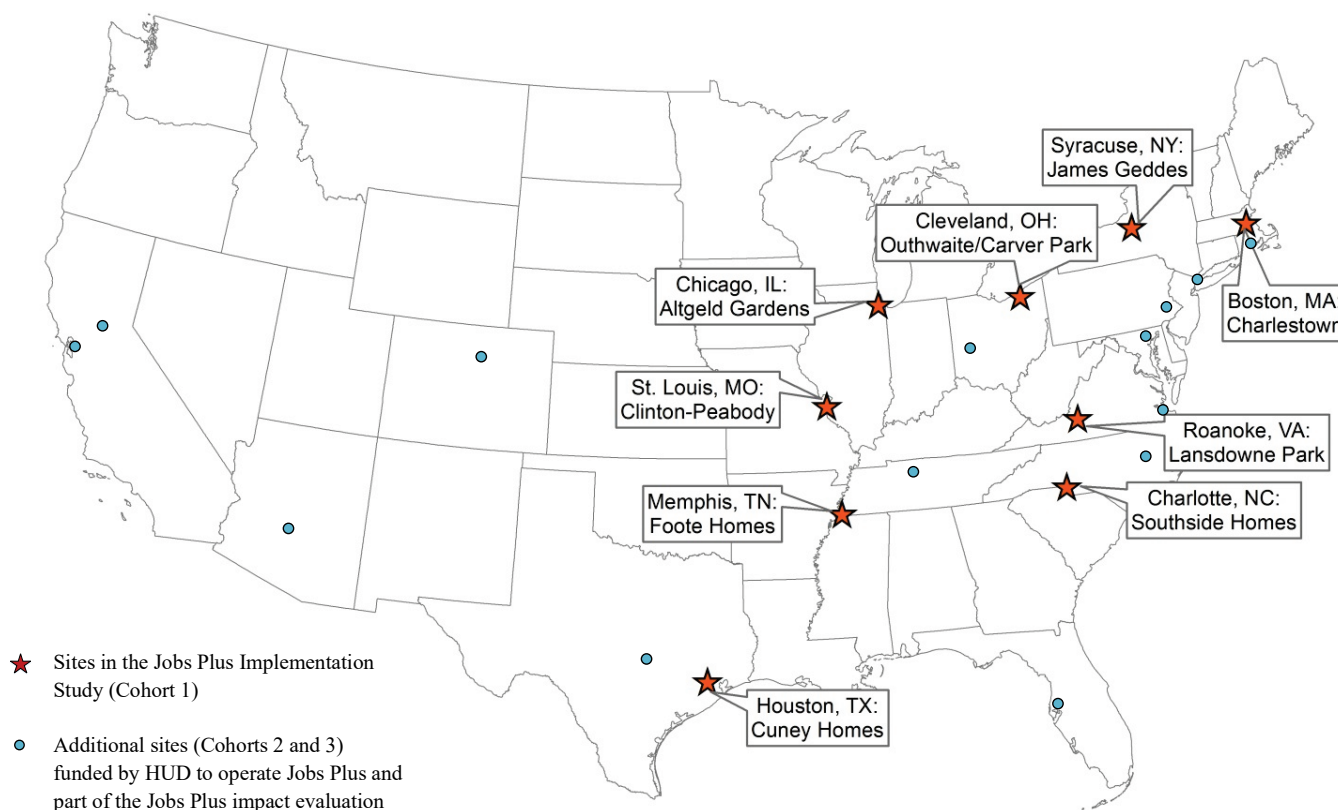 Syracuse, NY:
James Geddes
Cleveland, OH:
Outhwaite/Carver Park
Chicago, IL:
Altgeld Gardens
Boston, MA:
Charlestown
St. Louis, MO:
Clinton-Peabody
Roanoke, VA:
Lansdowne Park
Memphis, TN:
Foote Homes
Charlotte, NC:
Southside Homes
Houston, TX:
Cuney Homes
Sites in the Jobs Plus Implementation
Study (Cohort 1)
Additional sites (Cohorts 2 and 3)
funded by HUD to operate Jobs Plus and
part of the Jobs Plus impact evaluation